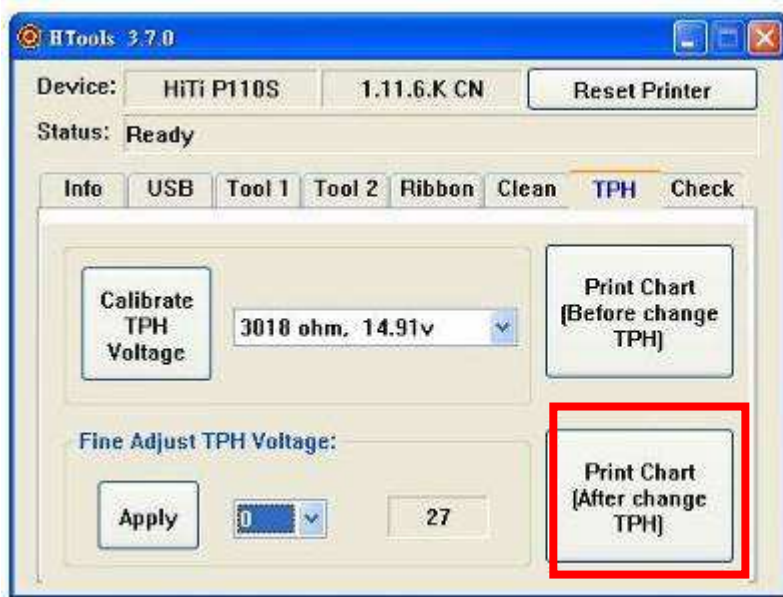 HTools 3.7.0
Device: HiTi P110S 1.11.6.K CN Reset Printer
Status: Ready
Info USB Tool 1 Tool 2 Ribbon Clean TPH Check
Calibrate
TPH
Voltage
3018 ohm, 14.91v
Print Chart
(Before change
TPH)
Fine Adjust TPH Voltage:
Apply
0
27
Print Chart
(After change
TPH)